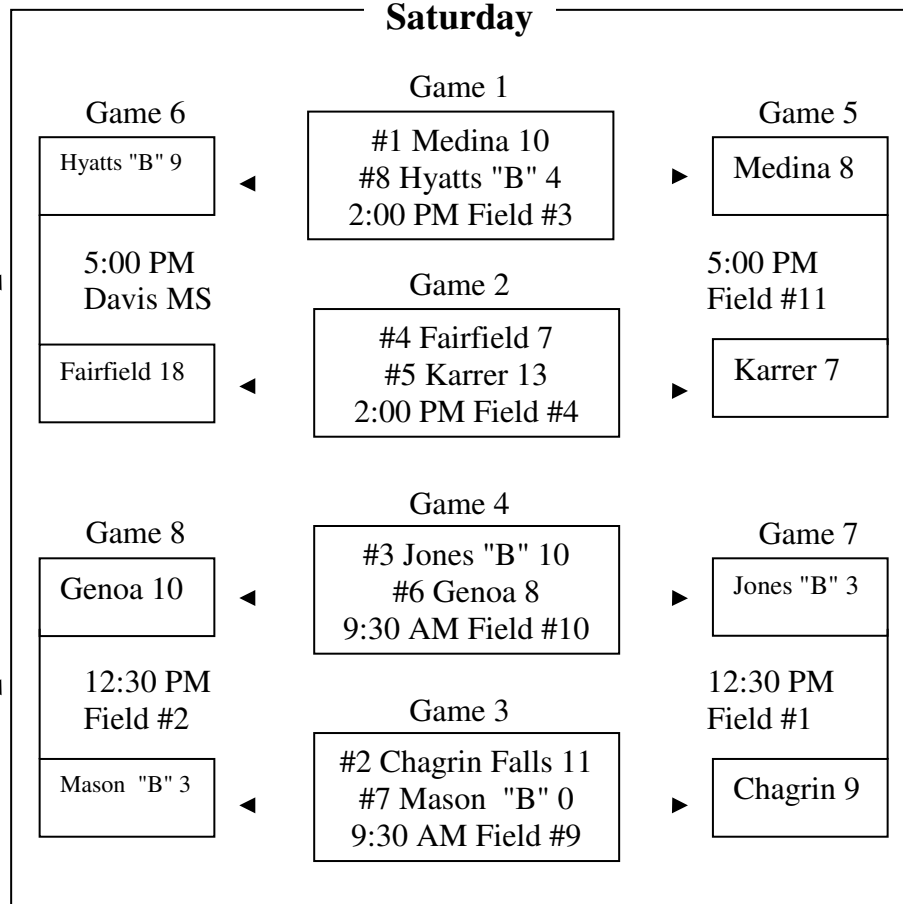 Saturday
Game 1
Game 6
Game 5
#1 Medina 10
#8 Hyatts "B" 4
2:00 PM Field #3
Hyatts "B" 9
Medina 8
5:00 PM
Davis MS
5:00 PM
Field #11
Game 2
#4 Fairfield 7
#5 Karrer 13
2:00 PM Field #4
Fairfield 18
Karrer 7
Game 4
Game 8
Game 7
#3 Jones "B" 10
#6 Genoa 8
9:30 AM Field #10
Genoa 10
Jones "B" 3
12:30 PM
Field #2
12:30 PM
Field #1
Game 3
#2 Chagrin Falls 11
#7 Mason "B" 0
9:30 AM Field #9
Mason "B" 3
Chagrin 9